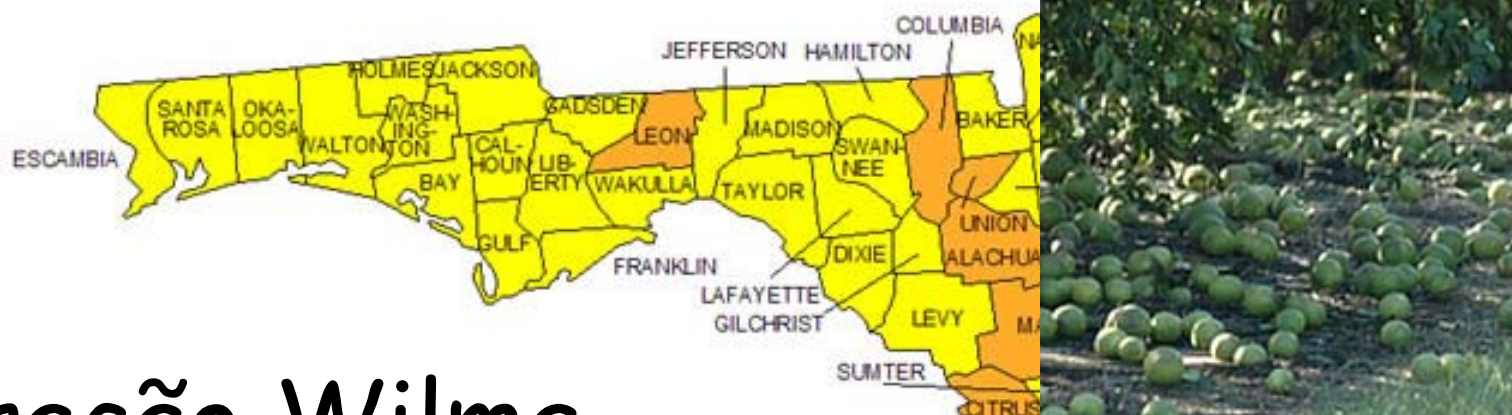 COLUMBIA
JEFFERSON HAMILTON
HOLMES JACKSON
SANTA ROSA
OKA-LOOSA
WALTON
WASH-ING-TON
GADSDEN
LEON
MADISON
BAKER
ESCAMBIA
BAY
CAL-HOUN
LIB-ERTY
WAKULLA
TAYLOR
SWAN-NEE
UNION
GULF
FRANKLIN
DIXIE
ALACHUA
LAFAYETTE
GILCHRIST
LEVY
SUMTER
CITRUS
Wilma